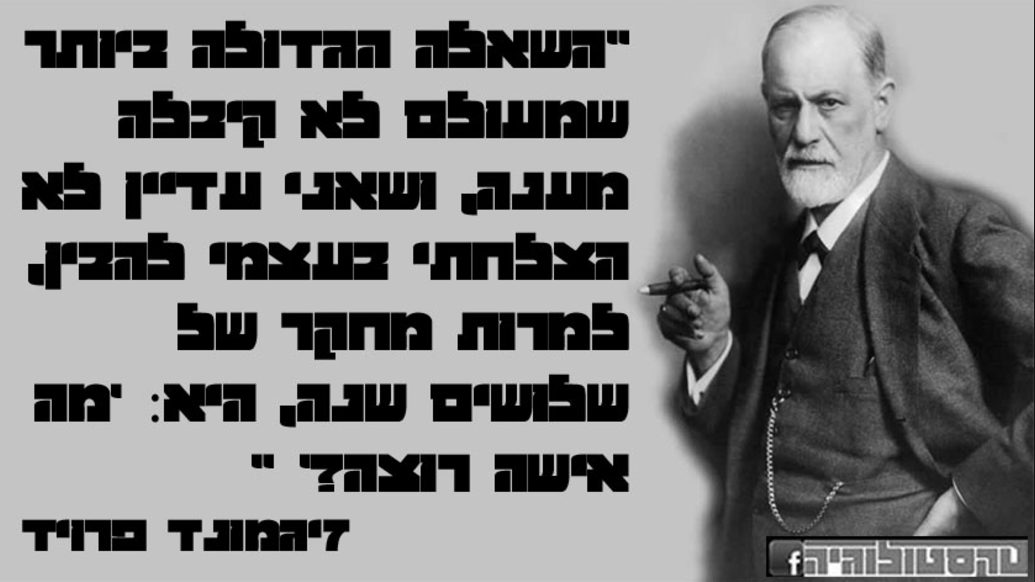 "השאלה הגדולה ביותר
שמעולם לא קיבלה
מענה, ושאני עדיין לא
הצלחתי בעצמי להבין,
למרות מחקר של
שלושים שנה, היא: 'מה
אישה רוצה?' "
זיגמונד פרויד
טקסטולוגיה f